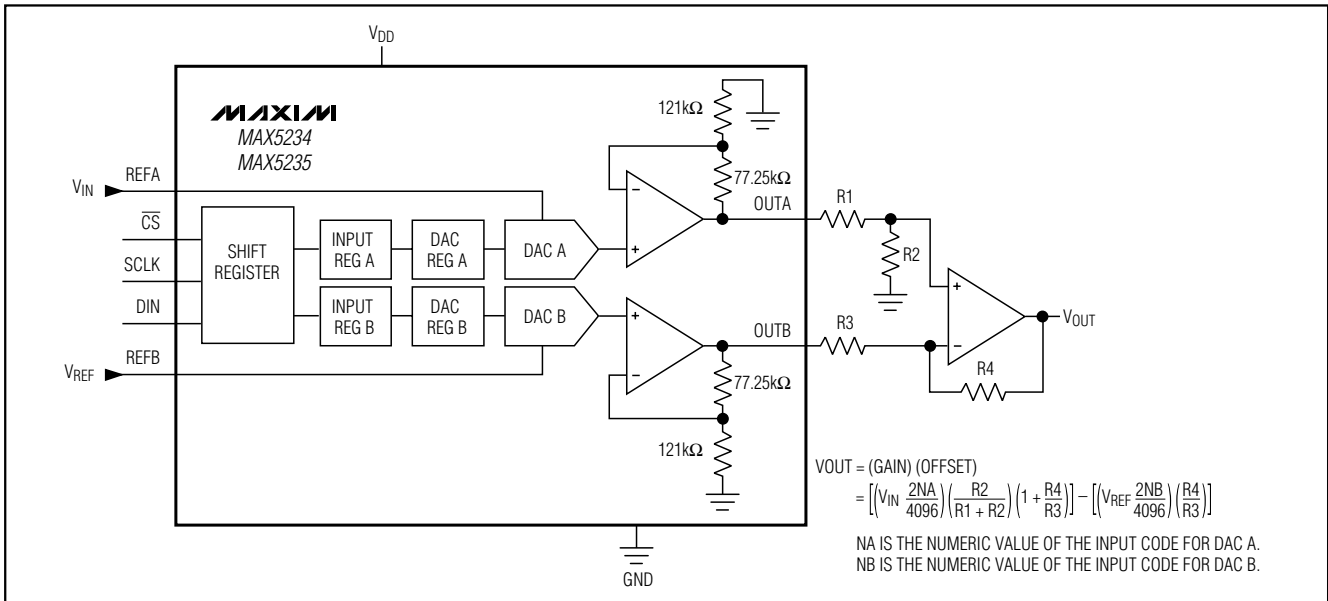 VDD
MAXIM
MAX5234
MAX5235
121kΩ
77.25kΩ
VIN
REFA
CS
SCLK
DIN
REFB
VREF
SHIFT
REGISTER
INPUT
REG A
DAC
REG A
DAC A
INPUT
REG B
DAC
REG B
DAC B
+
−
OUTA
R1
R2
+
−
OUTB
R3
+
−
VOUT
R4
77.25kΩ
121kΩ
GND
VOUT = (GAIN) (OFFSET)
= [(VIN 2NA/4096)(R2/R1 + R2)(1 + R4/R3)] − [(VREF 2NB/4096)(R4/R3)]
NA IS THE NUMERIC VALUE OF THE INPUT CODE FOR DAC A.
NB IS THE NUMERIC VALUE OF THE INPUT CODE FOR DAC B.